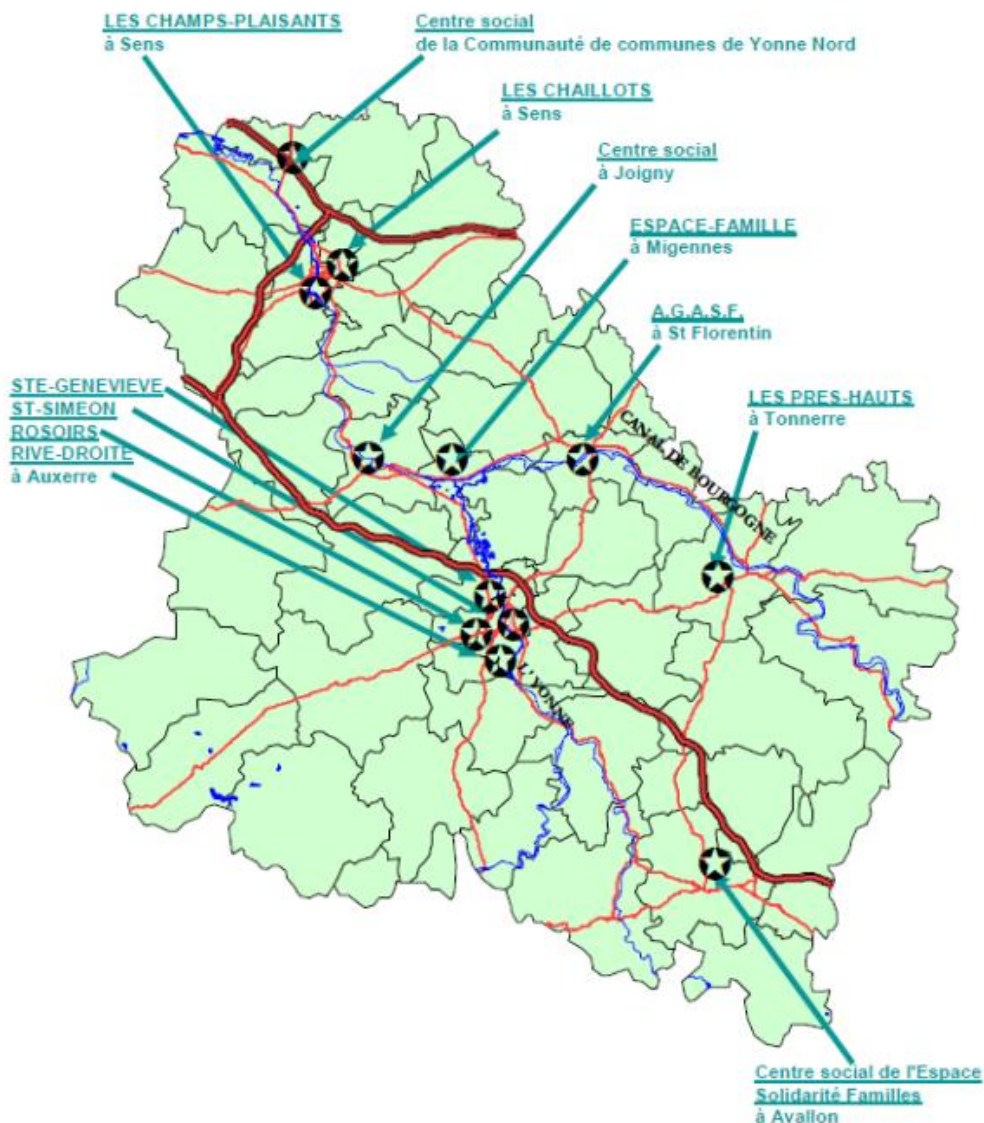 LES CHAMPS-PLAISANTS
à Sens
Centre social
de la Communauté de communes de Yonne Nord
LES CHAILLOTS
à Sens
Centre social
à Joigny
ESPACE-FAMILLE
à Migennes
A.G.A.S.F.
à St Florentin
LES PRES-HAUTS
à Tonnerre
STE-GENEVIEVE
ST-SIMEON
ROSOIRS
RIVE-DROITE
à Auxerre
CANAL DE BOURGOGNE
L'YONNE
Centre social de l'Espace
Solidarité Familles
à Avallon